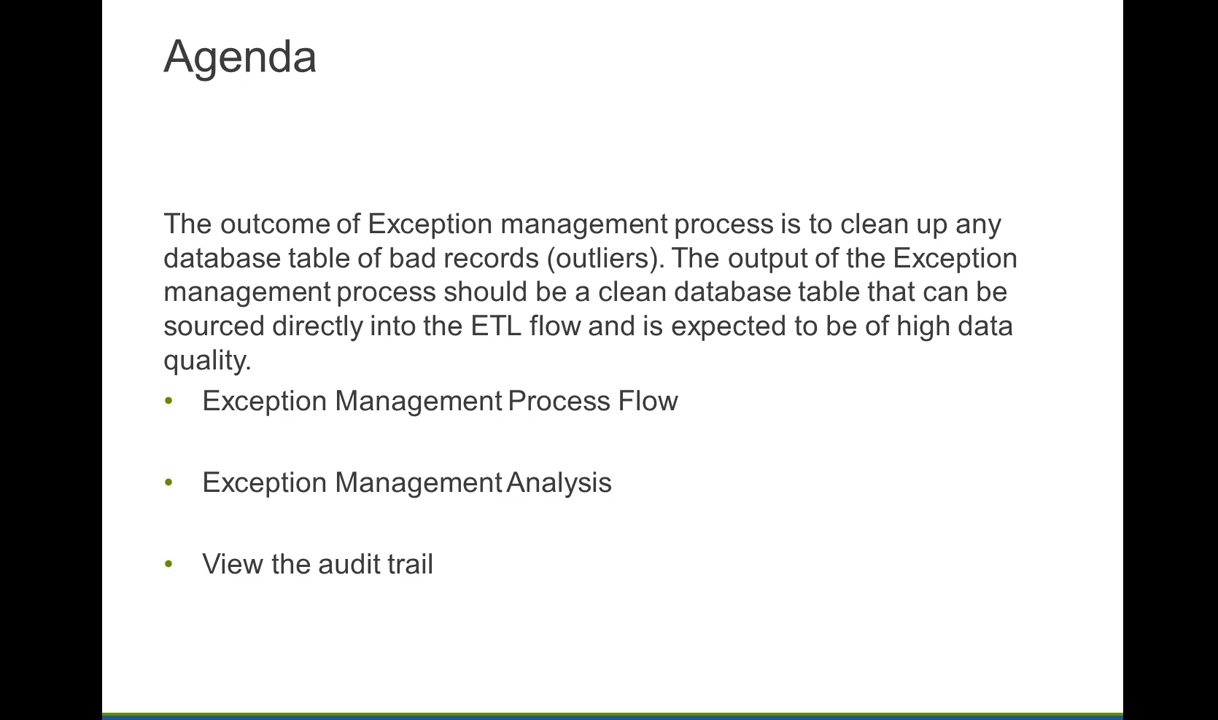 Agenda
The outcome of Exception management process is to clean up any
database table of bad records (outliers). The output of the Exception
management process should be a clean database table that can be
sourced directly into the ETL flow and is expected to be of high data
quality.
• Exception Management Process Flow
• Exception Management Analysis
• View the audit trail